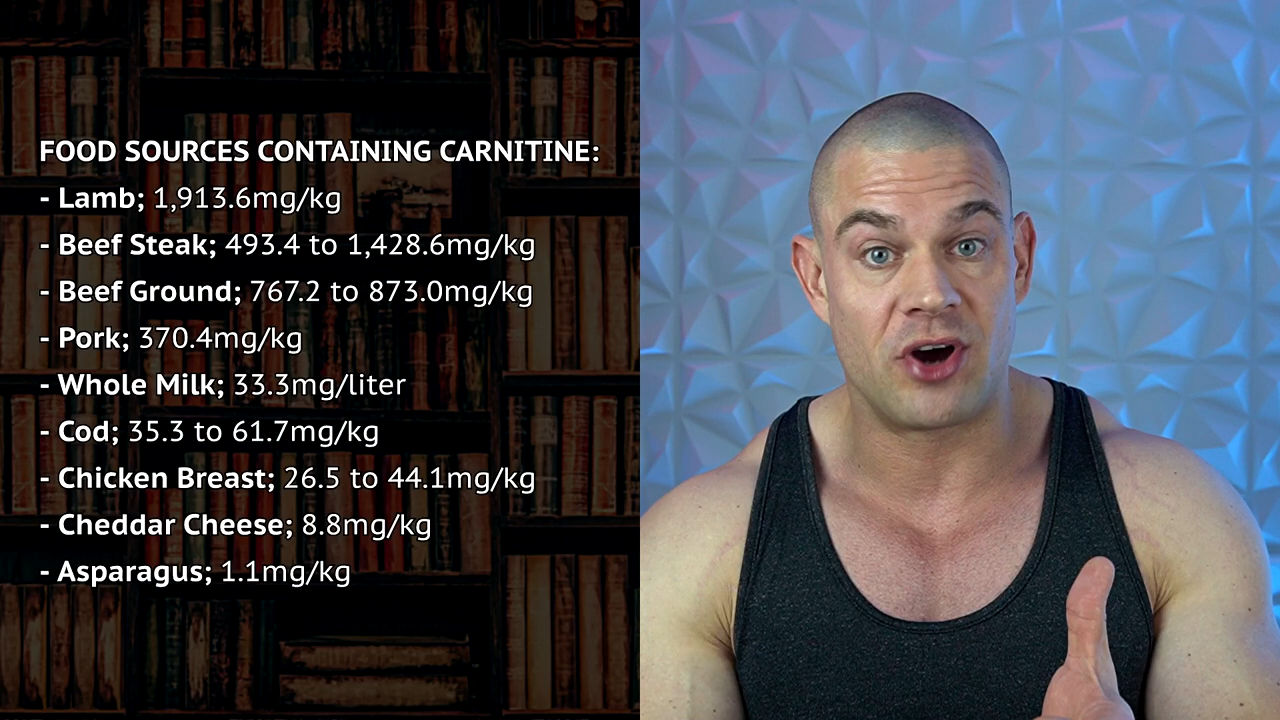 FOOD SOURCES CONTAINING CARNITINE:
- Lamb; 1,913.6mg/kg
- Beef Steak; 493.4 to 1,428.6mg/kg
- Beef Ground; 767.2 to 873.0mg/kg
- Pork; 370.4mg/kg
- Whole Milk; 33.3mg/liter
- Cod; 35.3 to 61.7mg/kg
- Chicken Breast; 26.5 to 44.1mg/kg
- Cheddar Cheese; 8.8mg/kg
- Asparagus; 1.1mg/kg